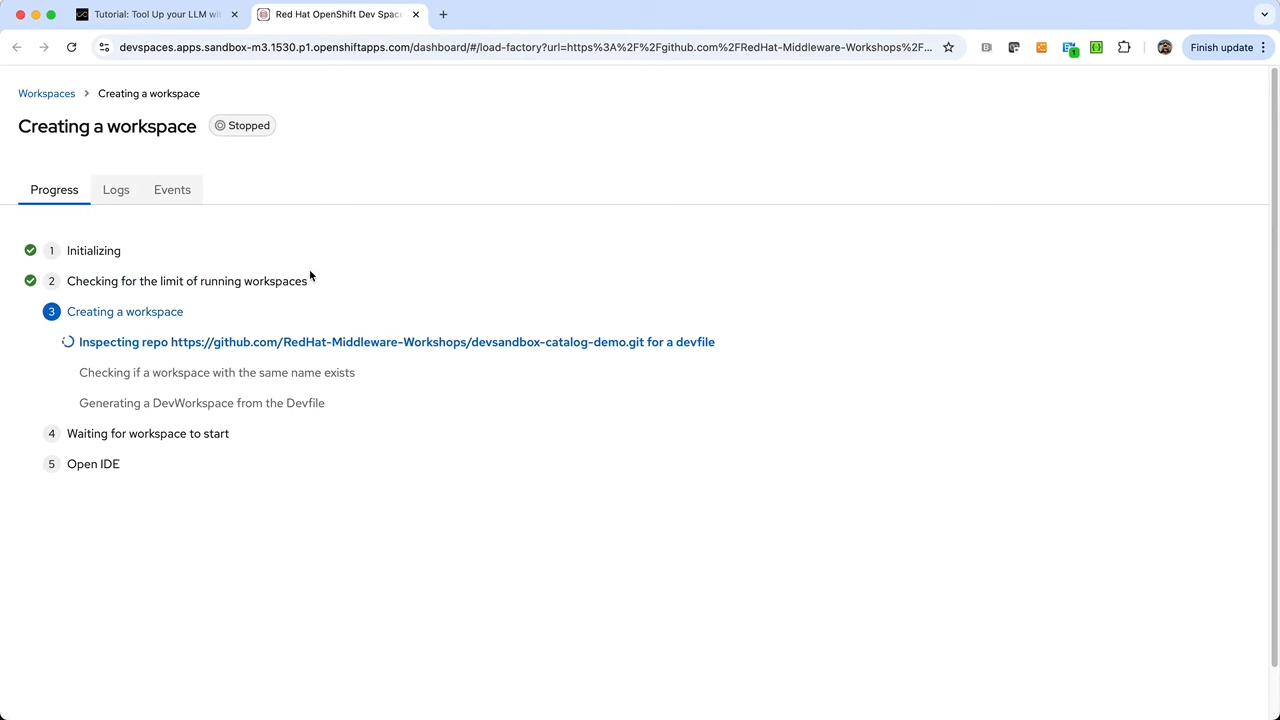 Tutorial: Tool Up your LLM wi
Red Hat OpenShift Dev Spac
devspaces.apps.sandbox-m3.1530.p1.openshiftapps.com/dashboard/#/load-factory?url=https%3A%2F%2Fgithub.com%2FRedHat-Middleware-Workshops%2F...
1
Finish update
Workspaces > Creating a workspace
Creating a workspace
Stopped
Progress
Logs
Events
1 Initializing
2 Checking for the limit of running workspaces
3 Creating a workspace
Inspecting repo https://github.com/RedHat-Middleware-Workshops/devsandbox-catalog-demo.git for a devfile
Checking if a workspace with the same name exists
Generating a DevWorkspace from the Devfile
4 Waiting for workspace to start
5 Open IDE